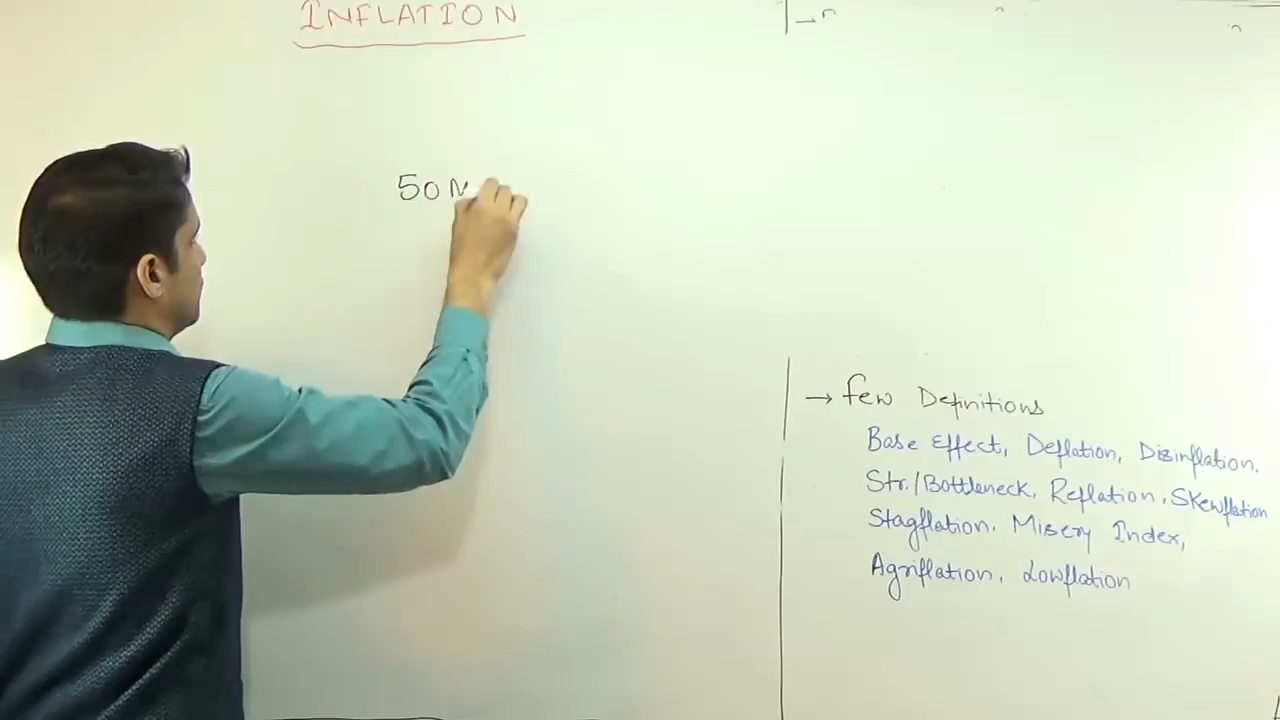 INFLATION
50 M
→ Few Definitions
Base Effect, Deflation, Disinflation,
Str./Bottleneck, Reflation, Skewflation
Stagflation, Misery Index,
Agriflation, Lowflation